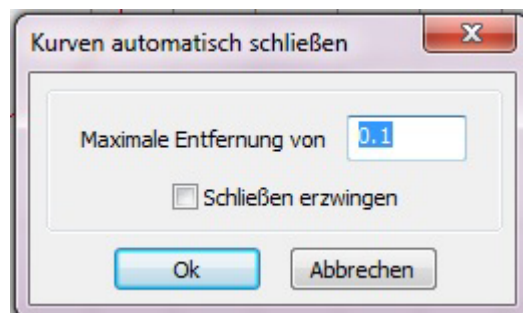 Kurven automatisch schließen
Maximale Entfernung von 0.1
Schließen erzwingen
Ok Abbrechen